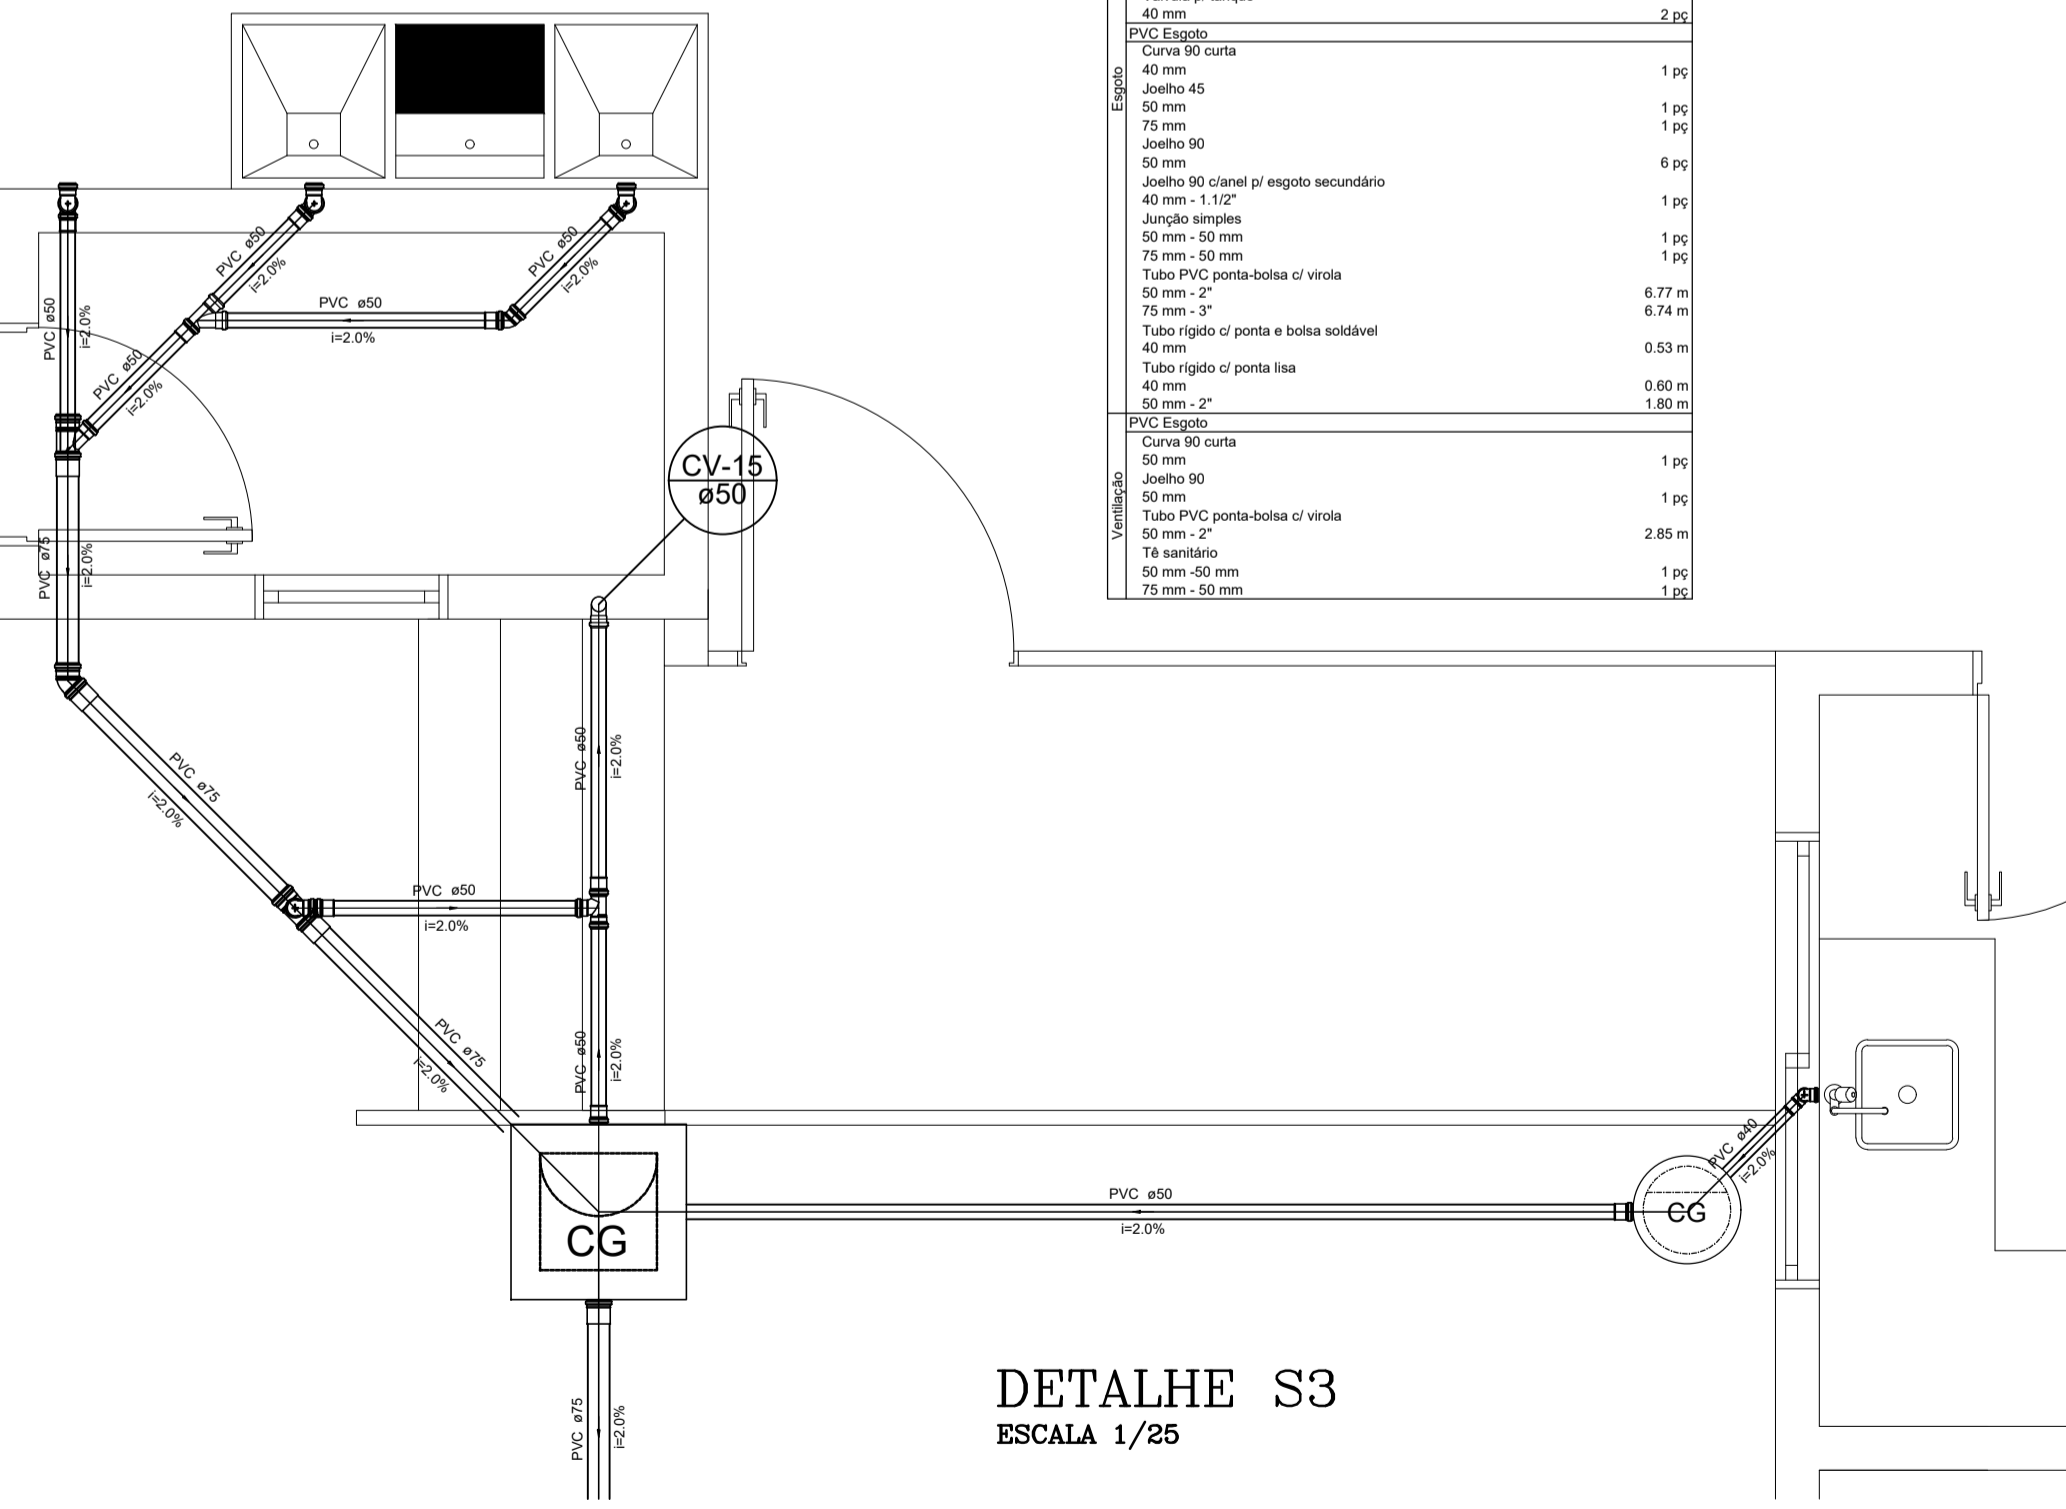 40 mm 2 pç
PVC Esgoto
Esgoto
Curva 90 curta
40 mm 1 pç
Joelho 45
50 mm 1 pç
75 mm 1 pç
Joelho 90
50 mm 6 pç
Joelho 90 c/anel p/ esgoto secundário
40 mm - 1.1/2" 1 pç
Junção simples
50 mm - 50 mm 1 pç
75 mm - 50 mm 1 pç
Tubo PVC ponta-bolsa c/ virola
50 mm - 2" 6.77 m
75 mm - 3" 6.74 m
Tubo rígido c/ ponta e bolsa soldável
40 mm 0.53 m
Tubo rígido c/ ponta lisa
40 mm 0.60 m
50 mm - 2" 1.80 m
PVC Esgoto
Ventilação
Curva 90 curta
50 mm 1 pç
Joelho 90
50 mm 1 pç
Tubo PVC ponta-bolsa c/ virola
50 mm - 2" 2.85 m
Tê sanitário
50 mm -50 mm 1 pç
75 mm - 50 mm 1 pç
PVC ø50
i=2.0%
PVC ø50
i=2.0%
PVC ø50
i=2.0%
PVC ø50
i=2.0%
PVC ø50
i=2.0%
CV-15
ø50
PVC ø75
i=2.0%
PVC ø75
i=2.0%
PVC ø50
i=2.0%
PVC ø50
i=2.0%
PVC ø75
i=2.0%
PVC ø50
i=2.0%
PVC ø40
i=2.0%
PVC ø50
i=2.0%
CG
CG
PVC ø75
i=2.0%
DETALHE S3
ESCALA 1/25